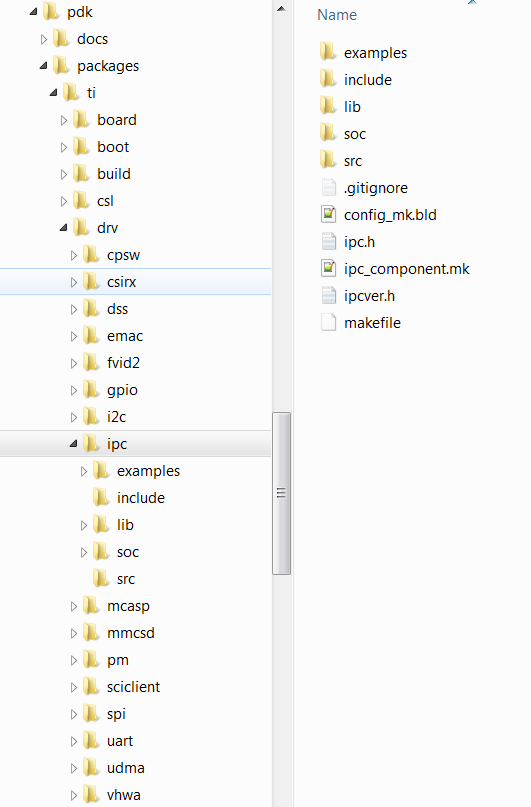 pdk
docs
packages
ti
board
boot
build
csl
drv
cpsw
csirx
dss
emac
fvid2
gpio
i2c
ipc
examples
include
lib
soc
src
mcasp
mmcsd
pm
sciclient
spi
uart
udma
vhwa
Name
examples
include
lib
soc
src
.gitignore
config_mk.bld
ipc.h
ipc_component.mk
ipcver.h
makefile